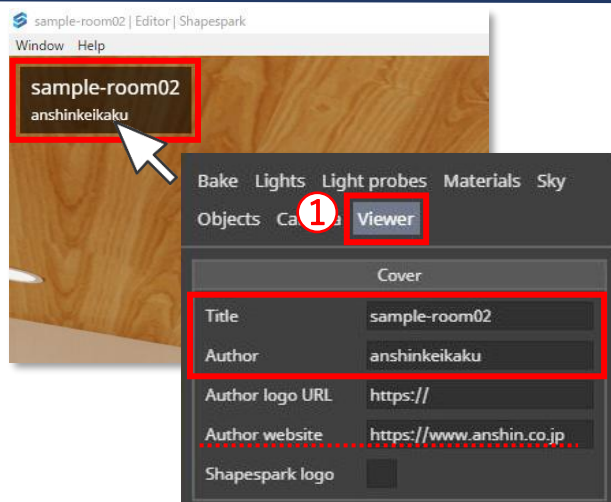 sample-room02 | Editor | Shapespark
Window Help
sample-room02
anshinkeikaku
Bake Lights Light probes Materials Sky
Objects Ca a Viewer
1
Cover
Title sample-room02
Author anshinkeikaku
Author logo URL https://
Author website https://www.anshin.co.jp
Shapespark logo